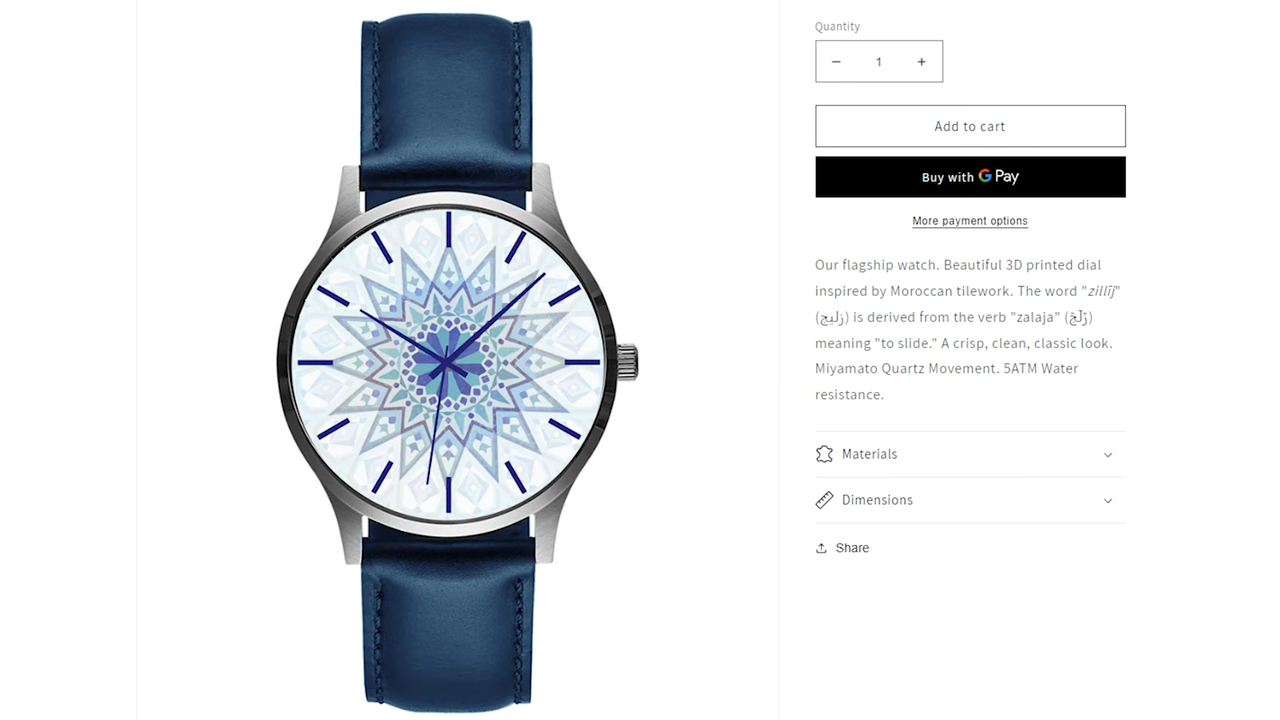 Quantity
− 1 +
Add to cart
Buy with G Pay
More payment options
Our flagship watch. Beautiful 3D printed dial
inspired by Moroccan tilework. The word "zillīj"
(زليج) is derived from the verb "zalaja" (زَلَجَ)
meaning "to slide." A crisp, clean, classic look.
Miyamato Quartz Movement. 5ATM Water
resistance.
Materials
Dimensions
Share